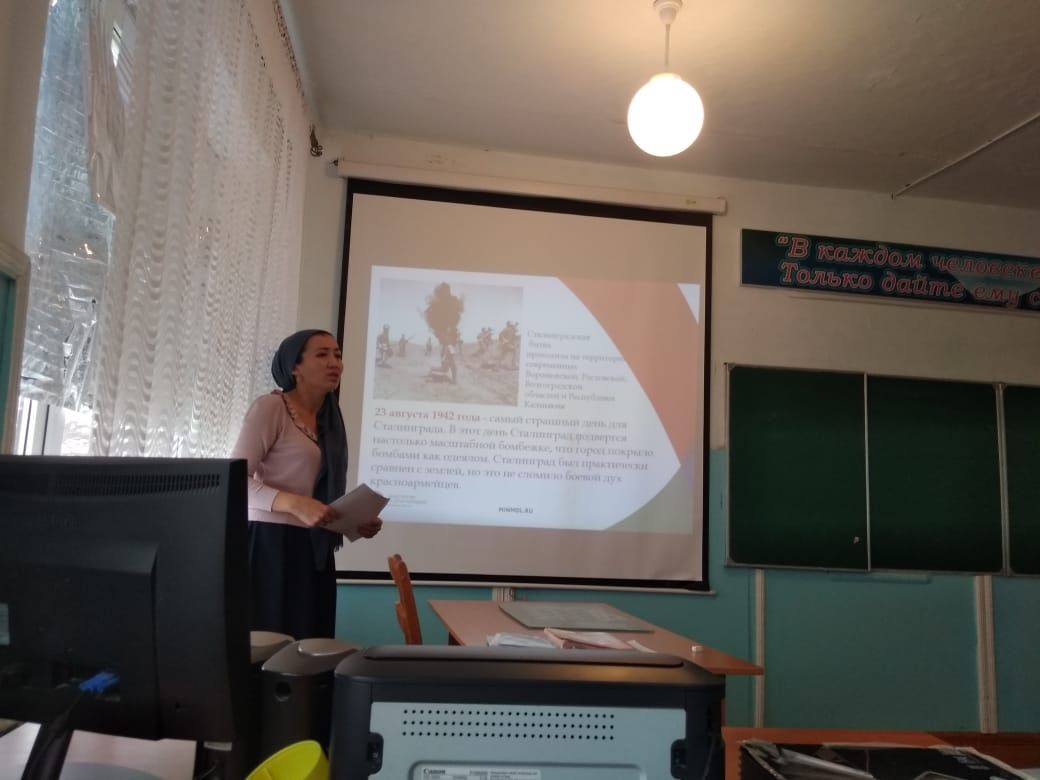 "В каждом человеке
Только дайте ему с
Сталинградская
битва
проходила на территории
современных
Воронежской, Ростовской,
Волгоградской
областей и Республики
Калмыкия
23 августа 1942 года - самый страшный день для
Сталинграда. В этот день Сталинград подвергся
настолько масштабной бомбежке, что город покрыло
бомбами как одеялом. Сталинград был практически
сравнен с землей, но это не сломило боевой дух
красноармейцев.
MINMOL.RU
Canon